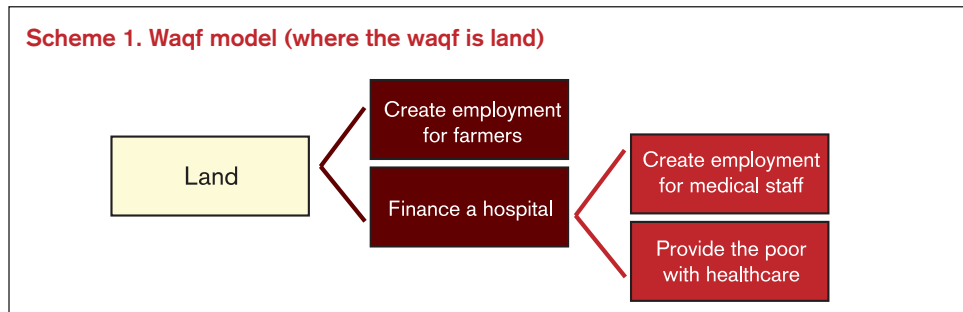 Scheme 1. Waqf model (where the waqf is land)
Land
Create employment
for farmers
Finance a hospital
Create employment
for medical staff
Provide the poor
with healthcare